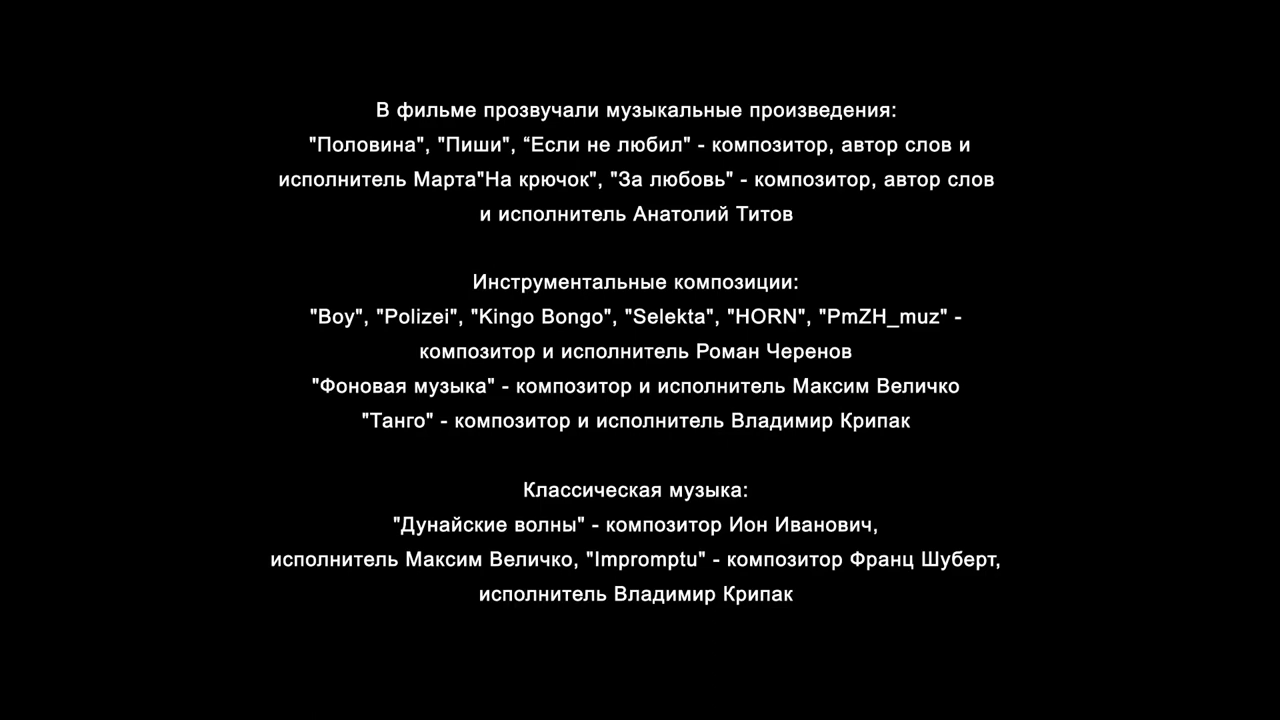 В фильме прозвучали музыкальные произведения:
"Половина", "Пиши", “Если не любил" - композитор, автор слов и
исполнитель Марта"На крючок", "За любовь" - композитор, автор слов
и исполнитель Анатолий Титов
Инструментальные композиции:
"Boy", "Polizei", "Kingo Bongo", "Selekta", "HORN", "PmZH_muz" -
композитор и исполнитель Роман Черенов
"Фоновая музыка" - композитор и исполнитель Максим Величко
"Танго" - композитор и исполнитель Владимир Крипак
Классическая музыка:
"Дунайские волны" - композитор Ион Иванович,
исполнитель Максим Величко, "Impromptu" - композитор Франц Шуберт,
исполнитель Владимир Крипак